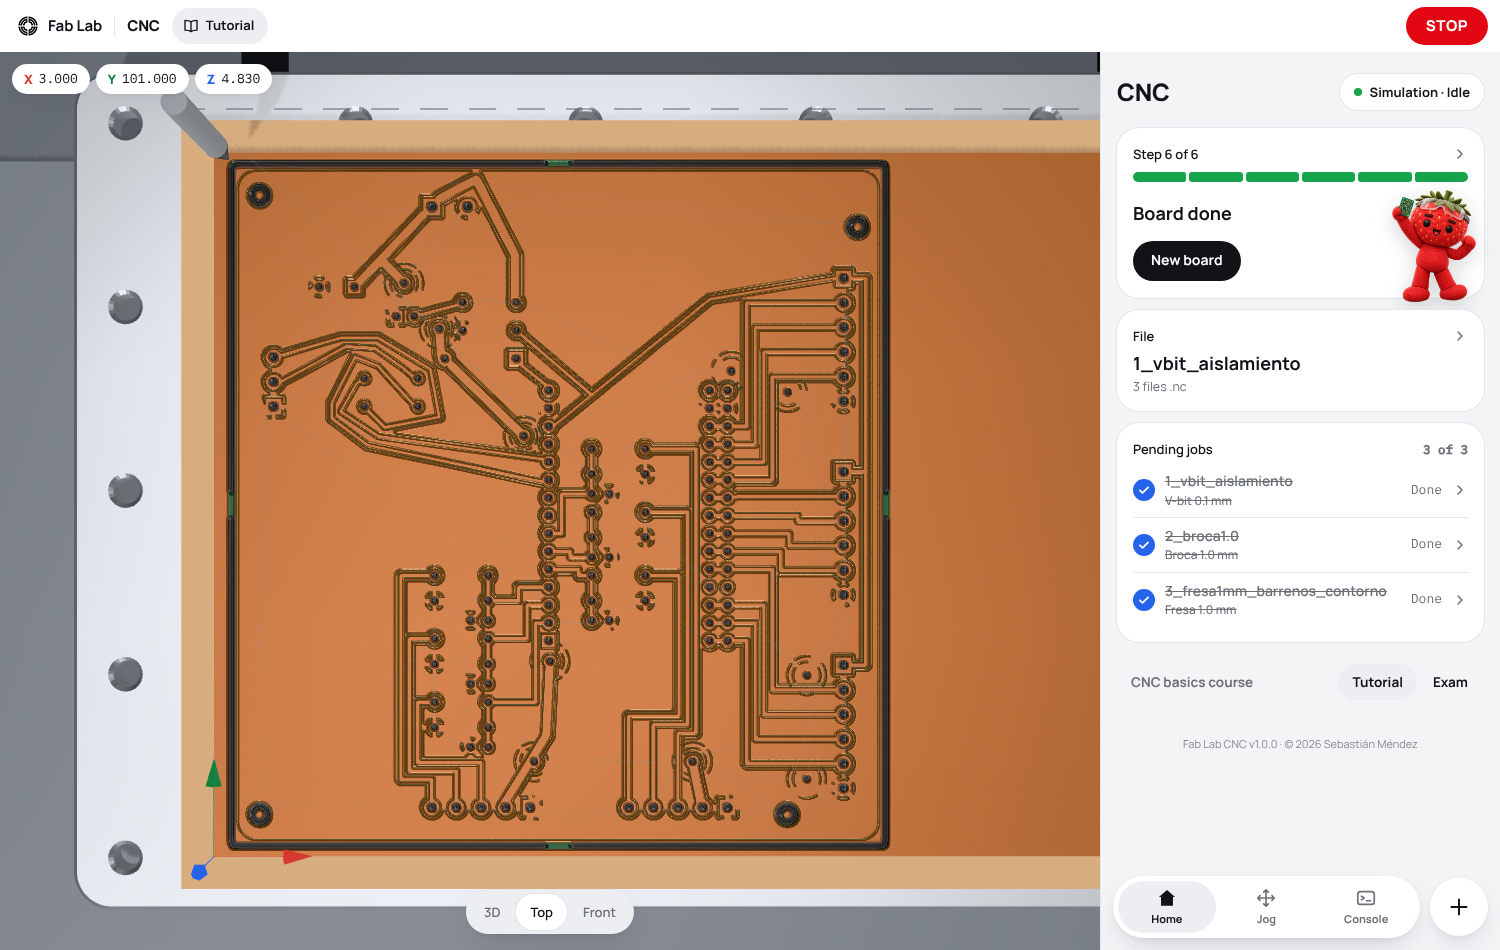 Fab Lab
CNC
Tutorial
STOP
X 3.000
Y 101.000
Z 4.830
CNC
Simulation · Idle
Step 6 of 6
Board done
New board
File
1_vbit_aislamiento
3 files .nc
Pending jobs
3 of 3
1_vbit_aislamiento
V-bit 0.1 mm
Done
2_broca1.0
Broca 1.0 mm
Done
3_fresa1mm_barrenos_contorno
Fresa 1.0 mm
Done
CNC basics course
Tutorial
Exam
Fab Lab CNC v1.0.0 · © 2026 Sebastián Méndez
3D
Top
Front
Home
Jog
Console